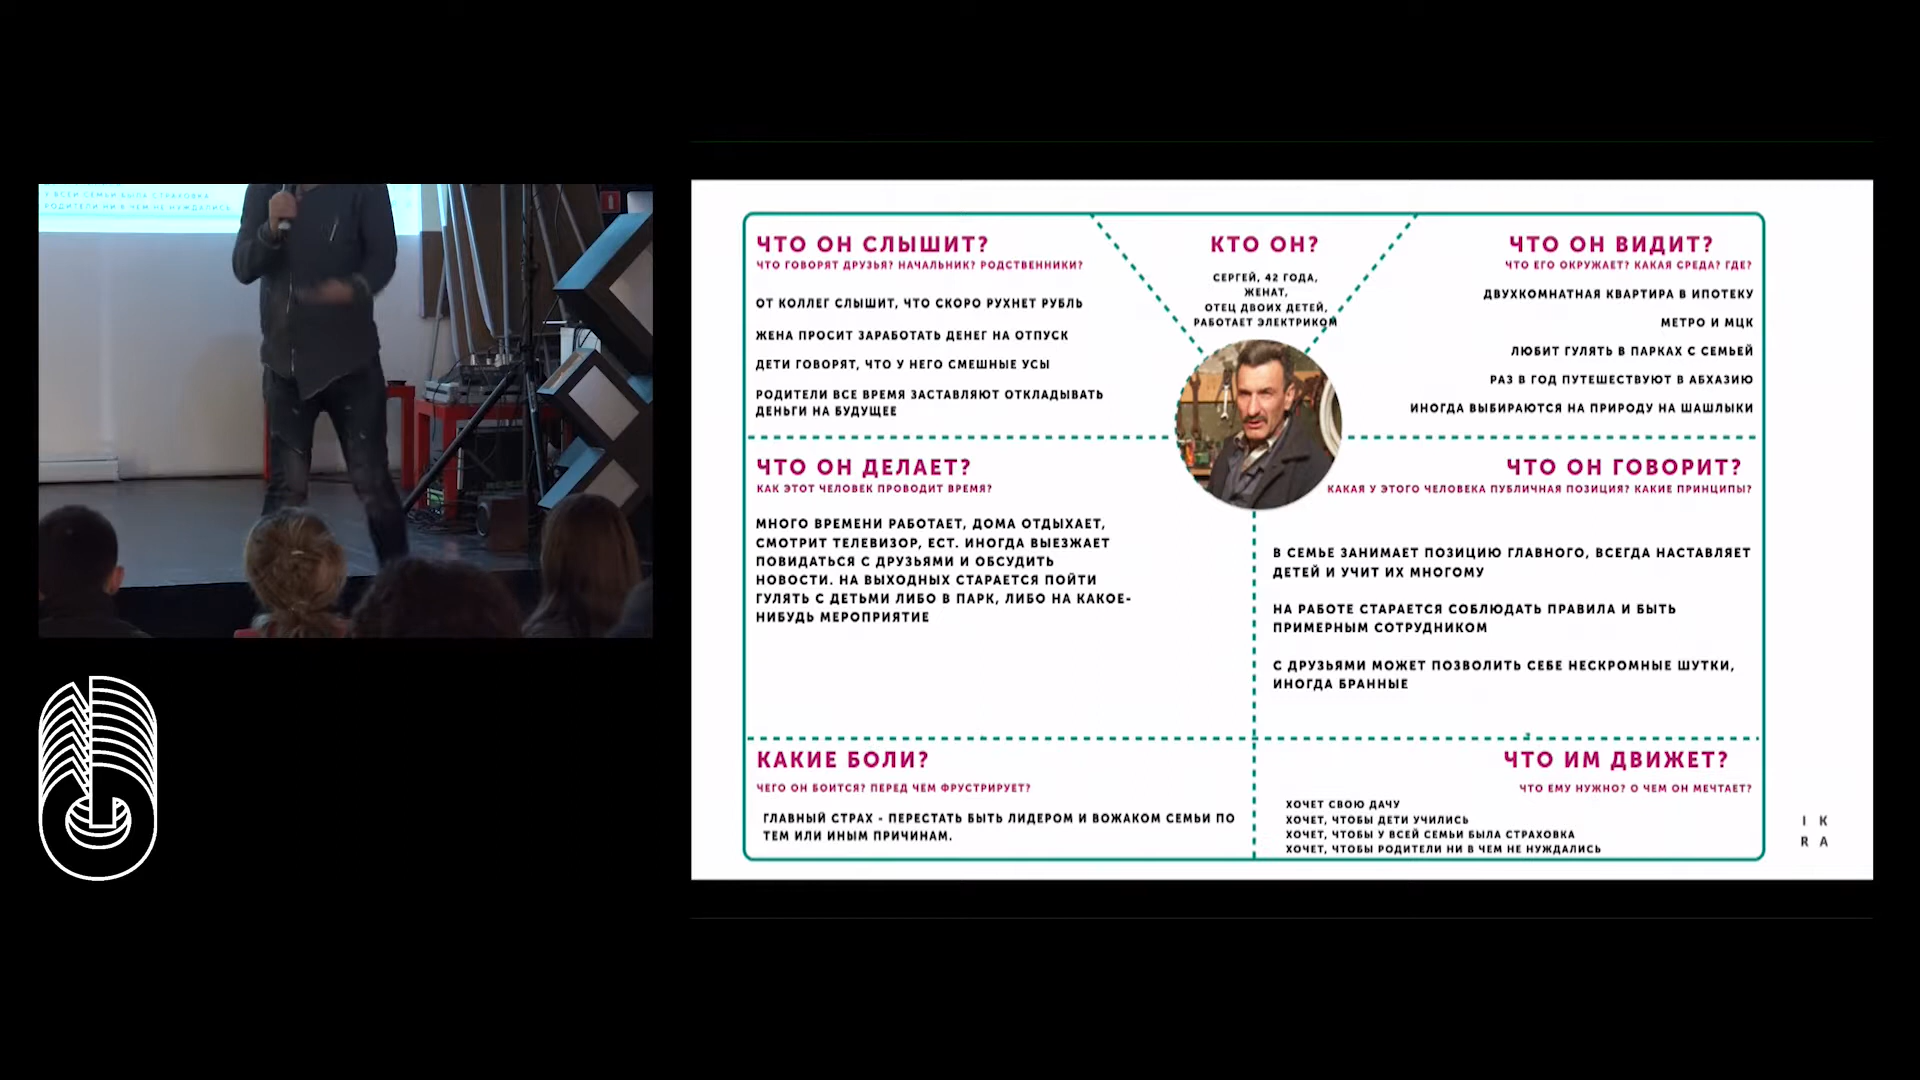 У ВСЕЙ СЕМЬИ БЫЛА СТРАХОВКА
РОДИТЕЛИ НИ В ЧЕМ НЕ НУЖДАЛИСЬ
ЧТО ОН СЛЫШИТ?
ЧТО ГОВОРЯТ ДРУЗЬЯ? НАЧАЛЬНИК? РОДСТВЕННИКИ?
ОТ КОЛЛЕГ СЛЫШИТ, ЧТО СКОРО РУХНЕТ РУБЛЬ
ЖЕНА ПРОСИТ ЗАРАБОТАТЬ ДЕНЕГ НА ОТПУСК
ДЕТИ ГОВОРЯТ, ЧТО У НЕГО СМЕШНЫЕ УСЫ
РОДИТЕЛИ ВСЕ ВРЕМЯ ЗАСТАВЛЯЮТ ОТКЛАДЫВАТЬ
ДЕНЬГИ НА БУДУЩЕЕ
КТО ОН?
СЕРГЕЙ, 42 ГОДА,
ЖЕНАТ,
ОТЕЦ ДВОИХ ДЕТЕЙ,
РАБОТАЕТ ЭЛЕКТРИКОМ
ЧТО ОН ВИДИТ?
ЧТО ЕГО ОКРУЖАЕТ? КАКАЯ СРЕДА? ГДЕ?
ДВУХКОМНАТНАЯ КВАРТИРА В ИПОТЕКУ
МЕТРО И МЦК
ЛЮБИТ ГУЛЯТЬ В ПАРКАХ С СЕМЬЕЙ
РАЗ В ГОД ПУТЕШЕСТВУЮТ В АБХАЗИЮ
ИНОГДА ВЫБИРАЮТСЯ НА ПРИРОДУ НА ШАШЛЫКИ
ЧТО ОН ДЕЛАЕТ?
КАК ЭТОТ ЧЕЛОВЕК ПРОВОДИТ ВРЕМЯ?
МНОГО ВРЕМЕНИ РАБОТАЕТ, ДОМА ОТДЫХАЕТ,
СМОТРИТ ТЕЛЕВИЗОР, ЕСТ. ИНОГДА ВЫЕЗЖАЕТ
ПОВИДАТЬСЯ С ДРУЗЬЯМИ И ОБСУДИТЬ
НОВОСТИ. НА ВЫХОДНЫХ СТАРАЕТСЯ ПОЙТИ
ГУЛЯТЬ С ДЕТЬМИ ЛИБО В ПАРК, ЛИБО НА КАКОЕ-
НИБУДЬ МЕРОПРИЯТИЕ
ЧТО ОН ГОВОРИТ?
КАКАЯ У ЭТОГО ЧЕЛОВЕКА ПУБЛИЧНАЯ ПОЗИЦИЯ? КАКИЕ ПРИНЦИПЫ?
В СЕМЬЕ ЗАНИМАЕТ ПОЗИЦИЮ ГЛАВНОГО, ВСЕГДА НАСТАВЛЯЕТ
ДЕТЕЙ И УЧИТ ИХ МНОГОМУ
НА РАБОТЕ СТАРАЕТСЯ СОБЛЮДАТЬ ПРАВИЛА И БЫТЬ
ПРИМЕРНЫМ СОТРУДНИКОМ
С ДРУЗЬЯМИ МОЖЕТ ПОЗВОЛИТЬ СЕБЕ НЕСКРОМНЫЕ ШУТКИ,
ИНОГДА БРАННЫЕ
КАКИЕ БОЛИ?
ЧЕГО ОН БОИТСЯ? ПЕРЕД ЧЕМ ФРУСТРИРУЕТ?
ГЛАВНЫЙ СТРАХ - ПЕРЕСТАТЬ БЫТЬ ЛИДЕРОМ И ВОЖАКОМ СЕМЬИ ПО
ТЕМ ИЛИ ИНЫМ ПРИЧИНАМ.
ЧТО ИМ ДВИЖЕТ?
ЧТО ЕМУ НУЖНО? О ЧЕМ ОН МЕЧТАЕТ?
ХОЧЕТ СВОЮ ДАЧУ
ХОЧЕТ, ЧТОБЫ ДЕТИ УЧИЛИСЬ
ХОЧЕТ, ЧТОБЫ У ВСЕЙ СЕМЬИ БЫЛА СТРАХОВКА
ХОЧЕТ, ЧТОБЫ РОДИТЕЛИ НИ В ЧЕМ НЕ НУЖДАЛИСЬ
I K
R A